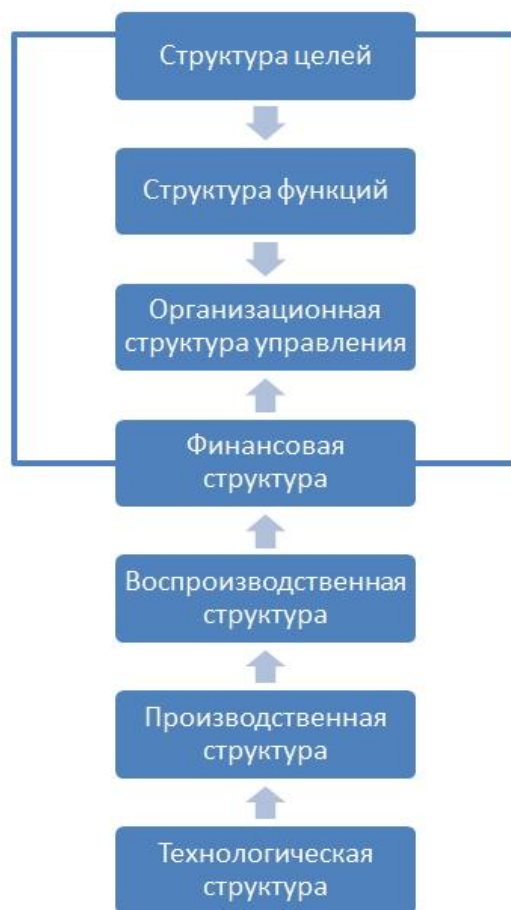 Структура целей
Структура функций
Организационная
структура управления
Финансовая
структура
Воспроизводственная
структура
Производственная
структура
Технологическая
структура